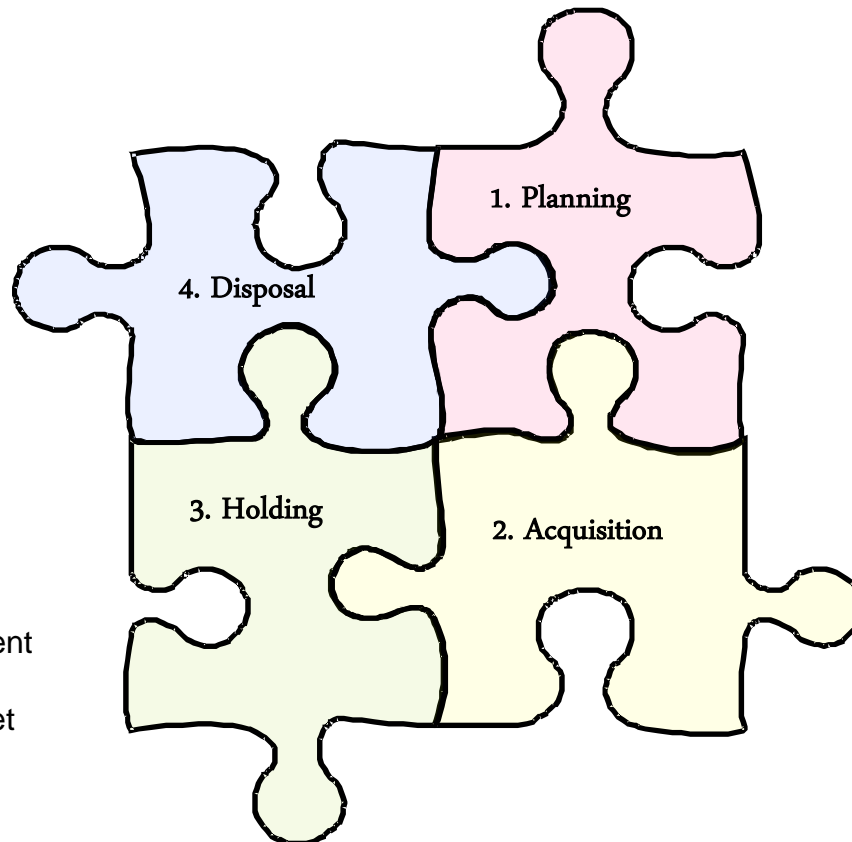 1. Planning
4. Disposal
3. Holding
2. Acquisition